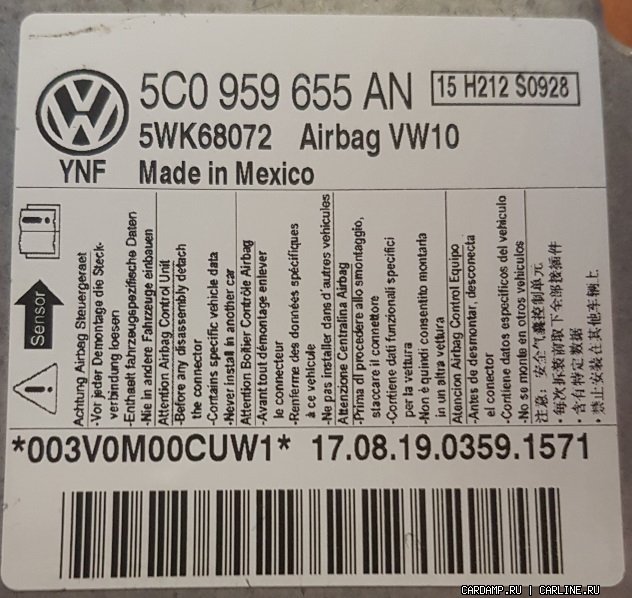 5C0 959 655 AN
15 H212 S0928
5WK68072 Airbag VW10
YNF Made in Mexico
Sensor
Achtung Airbag Steuergeraet
-Vor jeder Demontage die Steck-
verbindung loesen
-Enthaelt fahrzeugspezifische Daten
-Nie in andere Fahrzeuge einbauen
Attention Airbag Control Unit
-Before any disassembly detach
the connector
-Contains specific vehicle data
-Never install in another car
Attention Boîtier Contrôle Airbag
-Avant tout démontage enlever
le connecteur
-Renferme des données spécifiques
à ce vehicule
-Ne pas installer dans d'autres vehicules
Attenzione Centralina Airbag
-Prima di procedere allo smontaggio,
staccare il connettore
-Contiene dati funzionali specifici
per la vettura
-Non è quindi consentito montarla
in un altra vettura
Atencion Airbag Control Equipo
-Antes de desmontar, desconecta
el conector
-Contiene datos especificos del vehiculo
-No se monte en otros vehiculos
注意: 安全气囊控制单元
·每次拆装前取下全部接插件
·含有特定数据
·禁止安装在其他车辆上
*003V0M00CUW1* 17.08.19.0359.1571
CARDAMP.RU | CARLINE.RU